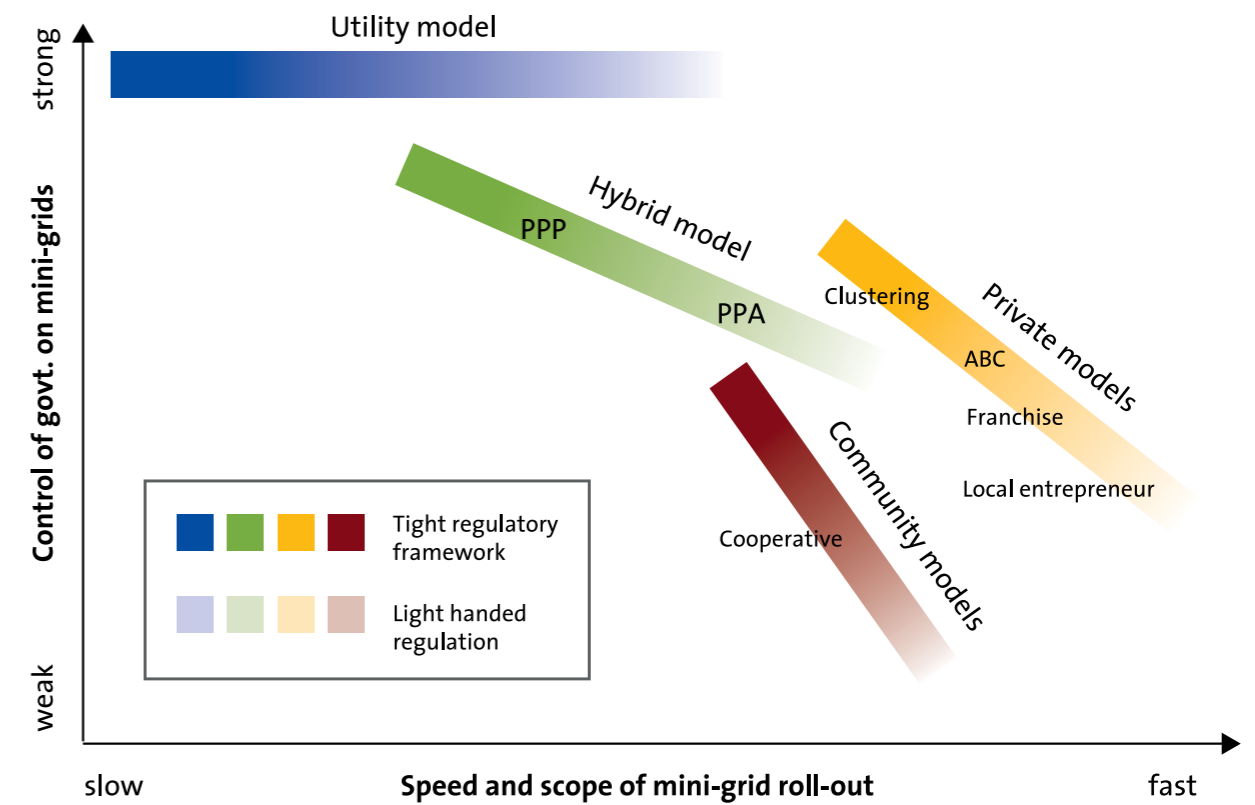 Utility model
strong
Control of govt. on mini-grids
weak
Hybrid model
PPP
PPA
Private models
Clustering
ABC
Franchise
Local entrepreneur
Community models
Cooperative
Tight regulatory
framework
Light handed
regulation
slow
Speed and scope of mini-grid roll-out
fast